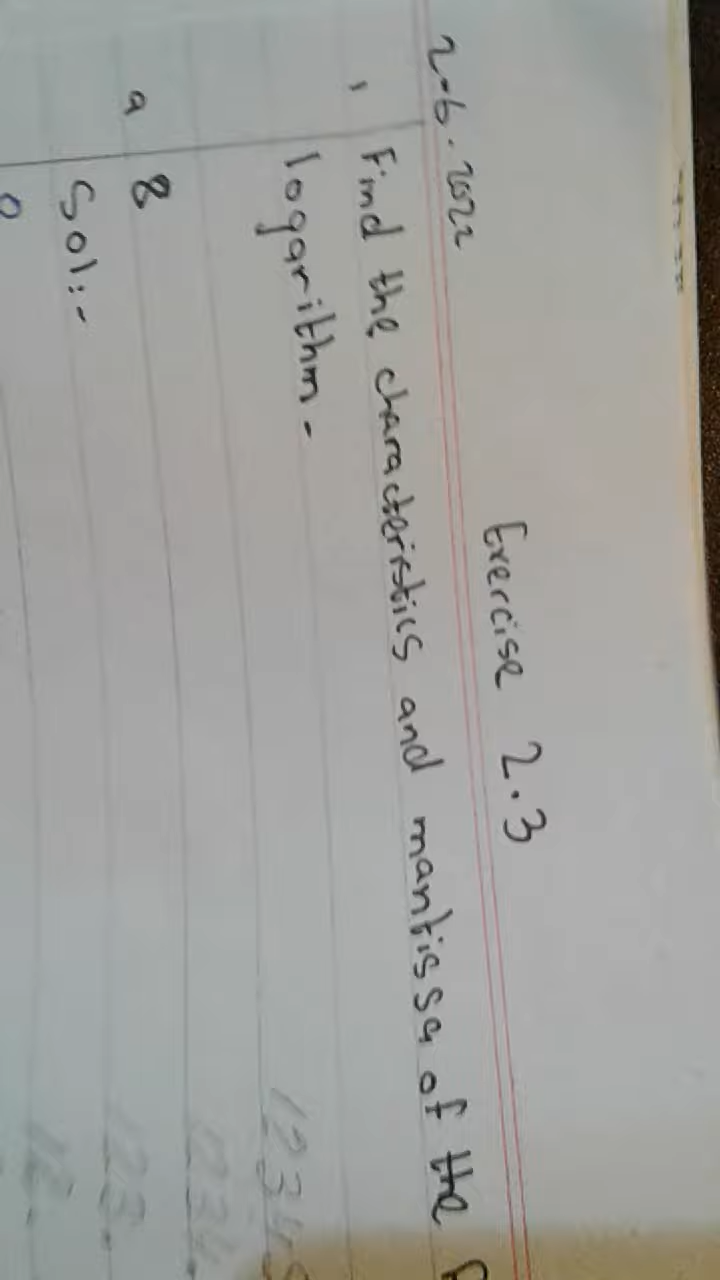 Exercise 2.3
2-6.2022
1 Find the characteristics and mantissa of the
logarithm-
a 8
Sol:-